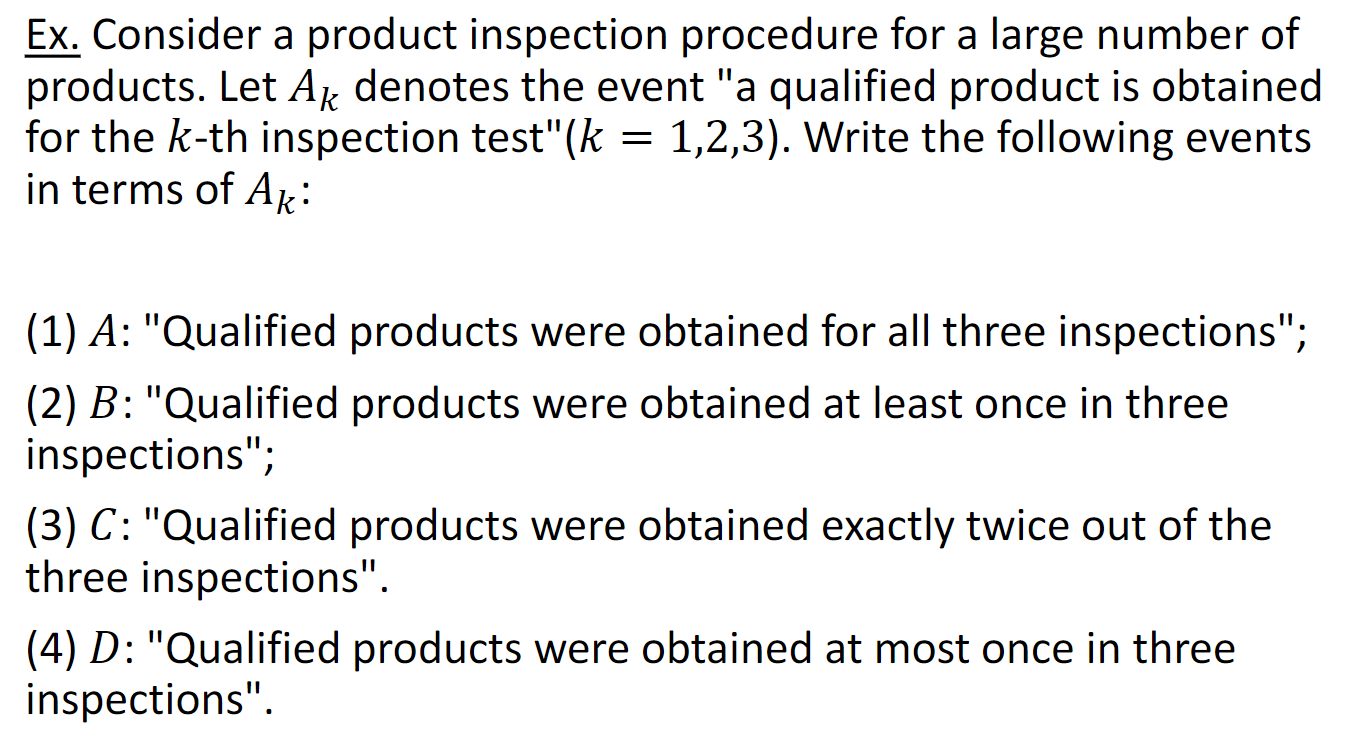 Ex. Consider a product inspection procedure for a large number of
products. Let A_k denotes the event "a qualified product is obtained
for the k-th inspection test"(k = 1,2,3). Write the following events
in terms of A_k:
(1) A: "Qualified products were obtained for all three inspections";
(2) B: "Qualified products were obtained at least once in three
inspections";
(3) C: "Qualified products were obtained exactly twice out of the
three inspections".
(4) D: "Qualified products were obtained at most once in three
inspections".